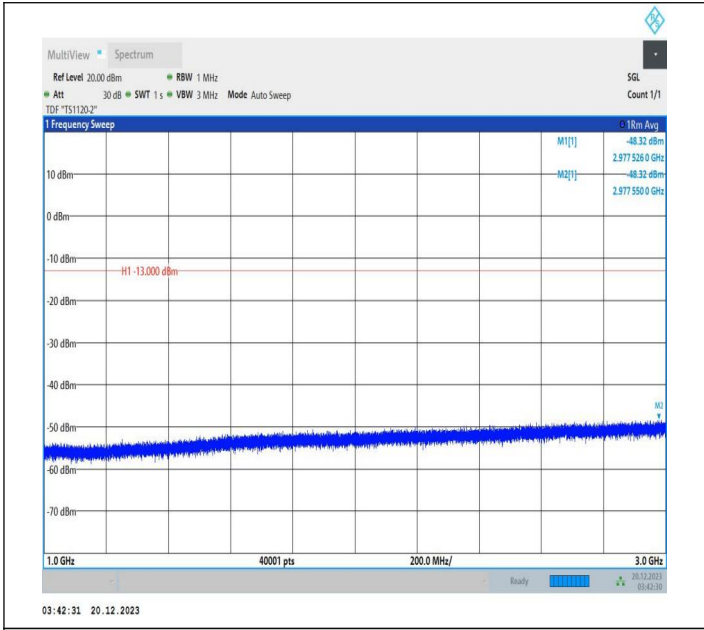 R&S
MultiView Spectrum
Ref Level 20.00 dBm RBW 1 MHz SGL
Att 30 dB SWT 1 s VBW 3 MHz Mode Auto Sweep Count 1/1
TDF "TS1120-2"
1 Frequency Sweep 1Rm Avg
M1[1] -48.32 dBm
2.977 526 0 GHz
10 dBm M2[1] -48.32 dBm
2.977 550 0 GHz
0 dBm
-10 dBm
H1 -13.000 dBm
-20 dBm
-30 dBm
-40 dBm
M2
-50 dBm
-60 dBm
-70 dBm
1.0 GHz 40001 pts 200.0 MHz/ 3.0 GHz
Ready 20.12.2023
03:42:30
03:42:31 20.12.2023